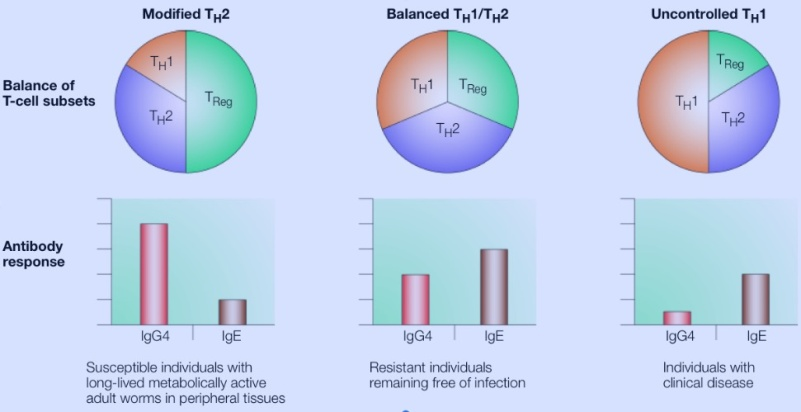 Modified TH2
Balanced TH1/TH2
Uncontrolled TH1
Balance of
T-cell subsets
TH1
TReg
TH2
TH1
TReg
TH2
TReg
TH1
TH2
Antibody
response
IgG4
IgE
IgG4
IgE
IgG4
IgE
Susceptible individuals with
long-lived metabolically active
adult worms in peripheral tissues
Resistant individuals
remaining free of infection
Individuals with
clinical disease